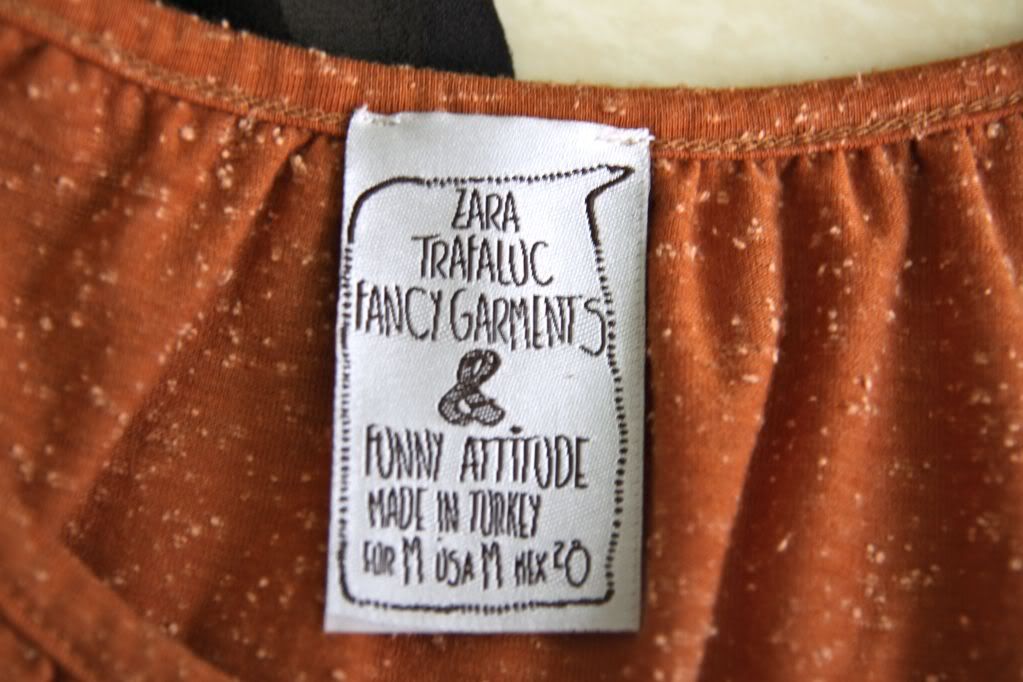 ZARA
TRAFALUC
FANCY GARMENTS
&
FUNNY ATTITUDE
MADE IN TURKEY
EUR M USA M MEX 28